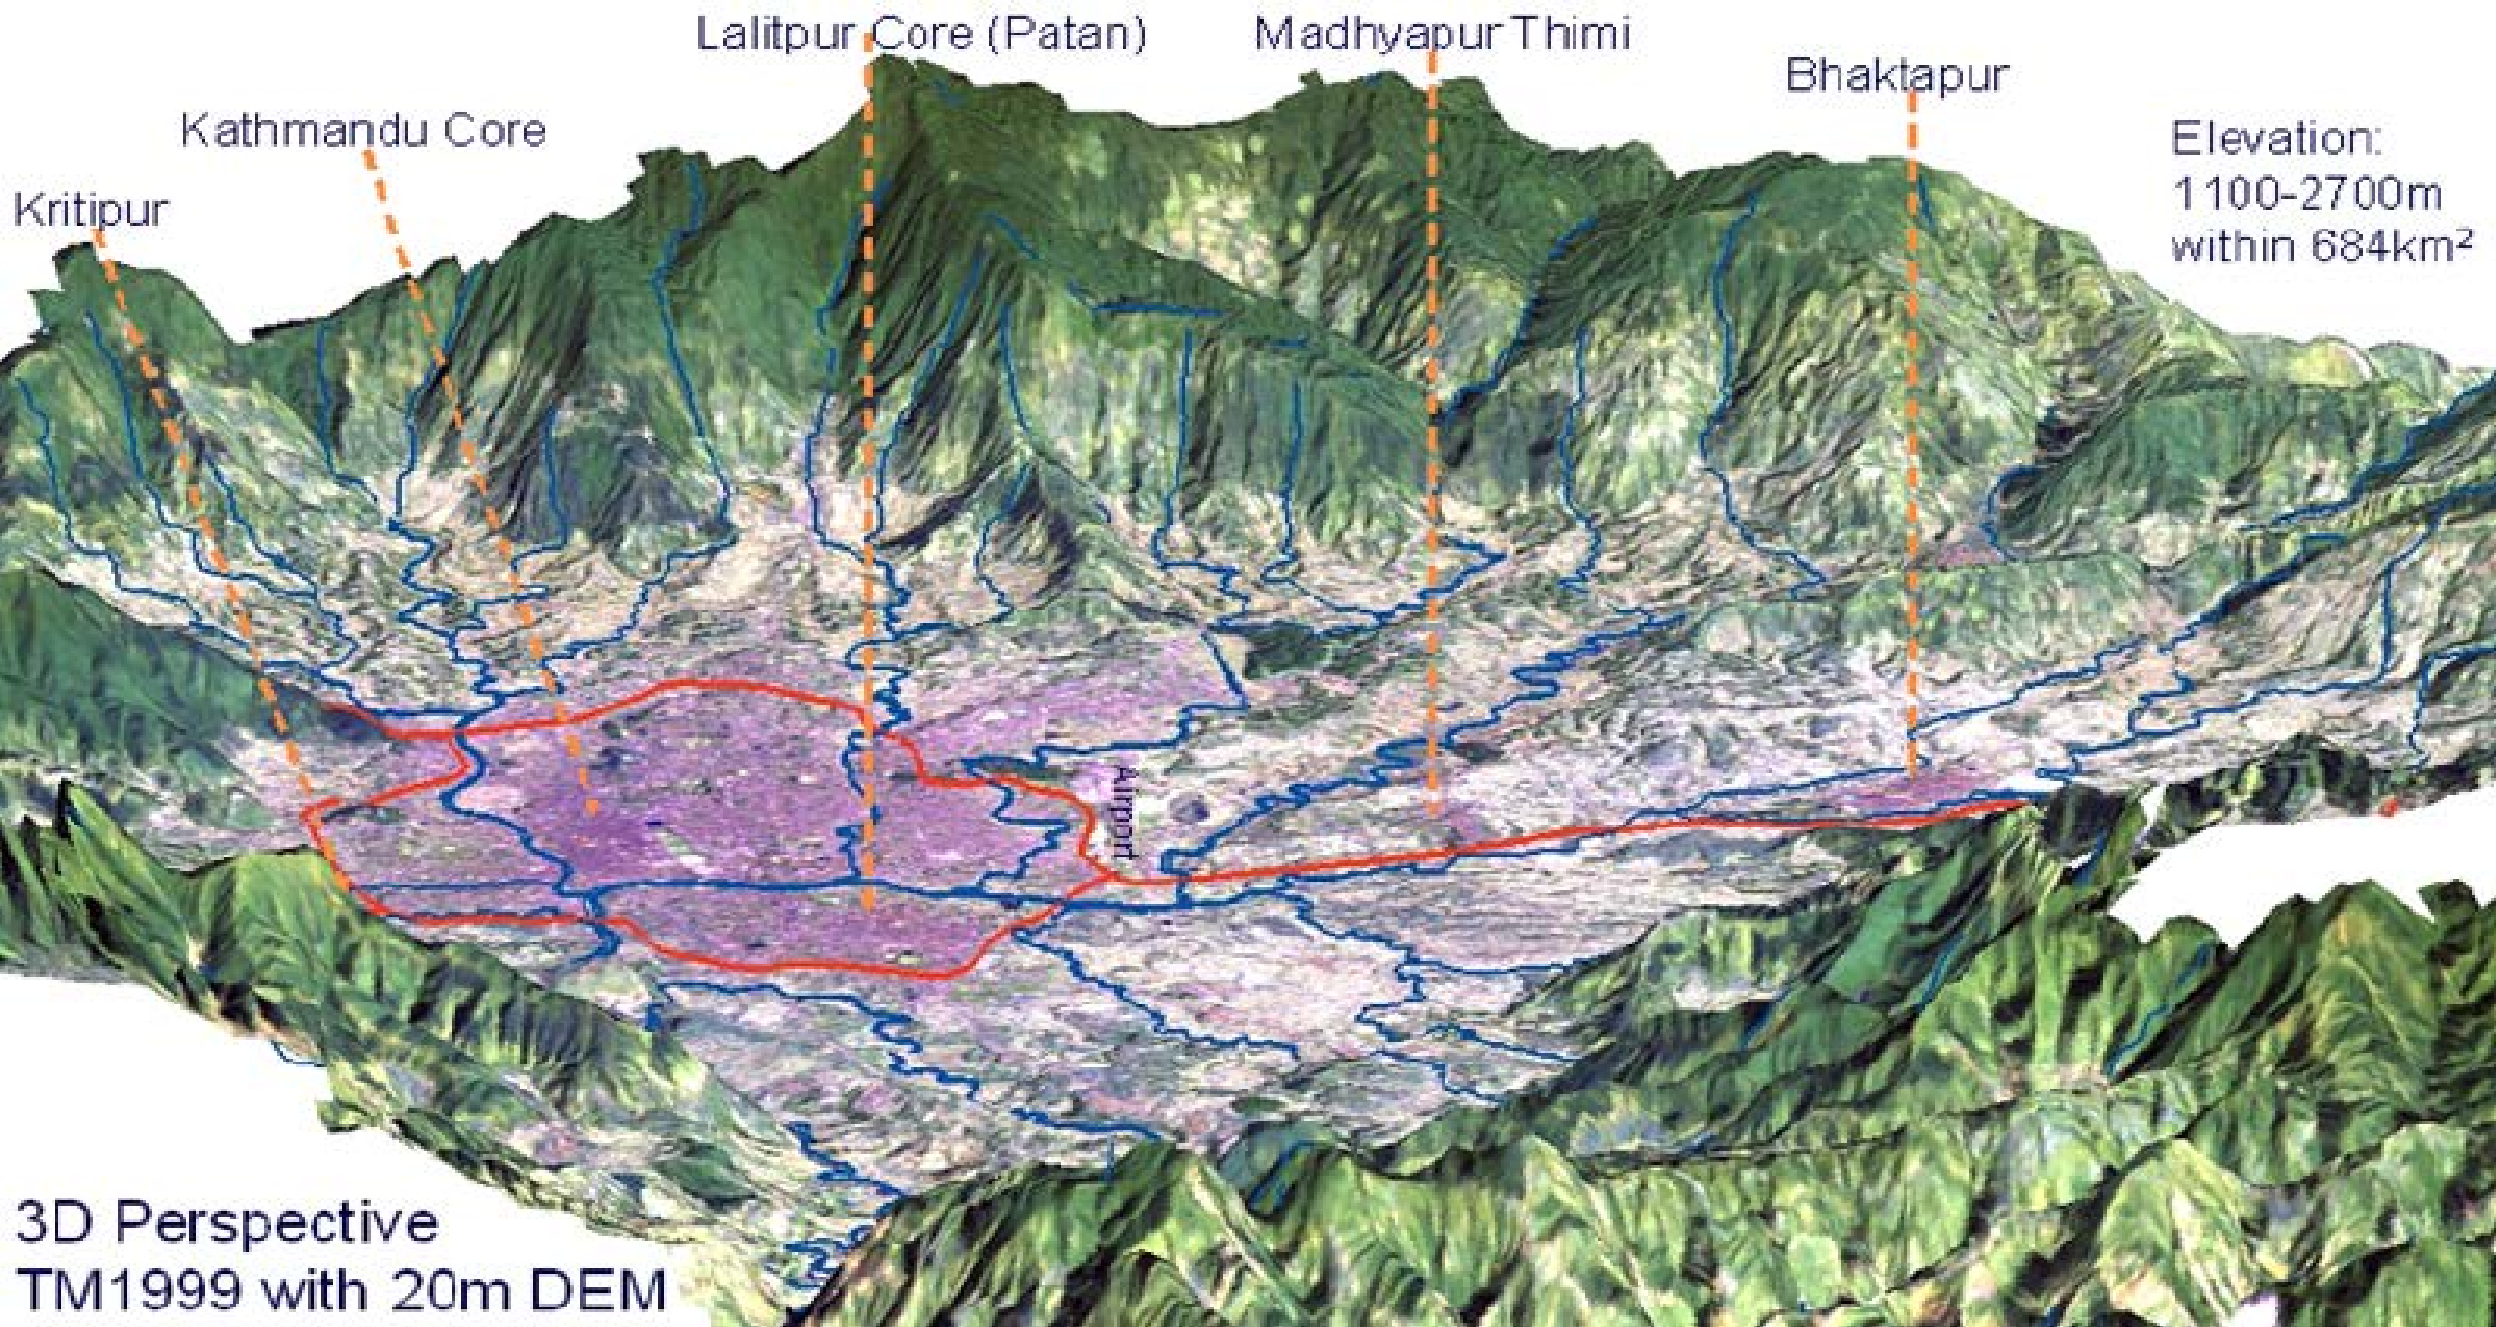 Lalitpur Core (Patan)
Madhyapur Thimi
Bhaktapur
Kathmandu Core
Elevation:
1100-2700m
within 684km²
Kritipur
Airport
3D Perspective
TM1999 with 20m DEM